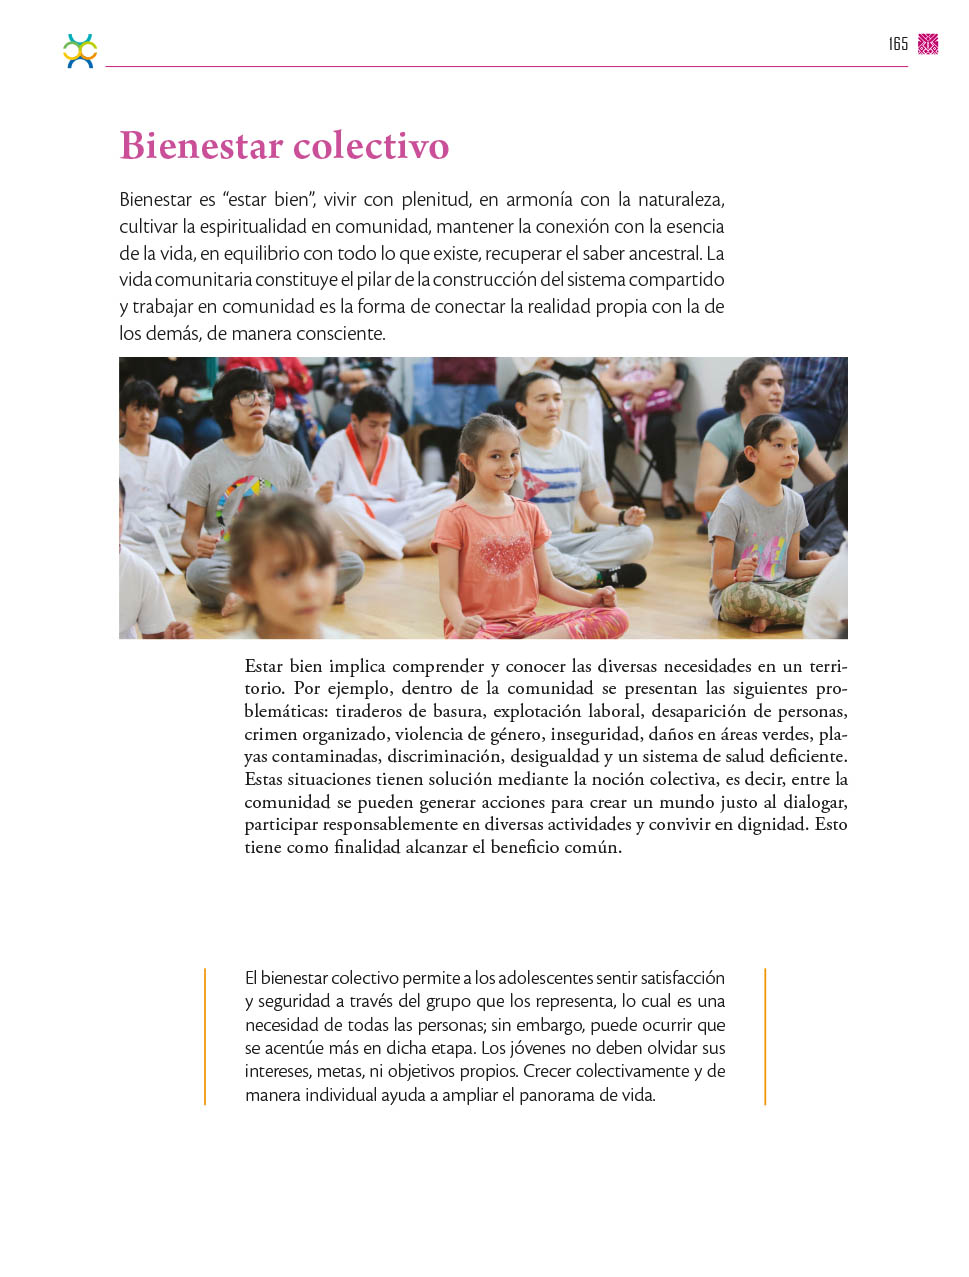 165
Bienestar colectivo
Bienestar es “estar bien”, vivir con plenitud, en armonía con la naturaleza,
cultivar la espiritualidad en comunidad, mantener la conexión con la esencia
de la vida, en equilibrio con todo lo que existe, recuperar el saber ancestral. La
vida comunitaria constituye el pilar de la construcción del sistema compartido
y trabajar en comunidad es la forma de conectar la realidad propia con la de
los demás, de manera consciente.
Estar bien implica comprender y conocer las diversas necesidades en un terri-
torio. Por ejemplo, dentro de la comunidad se presentan las siguientes pro-
blemáticas: tiraderos de basura, explotación laboral, desaparición de personas,
crimen organizado, violencia de género, inseguridad, daños en áreas verdes, pla-
yas contaminadas, discriminación, desigualdad y un sistema de salud deficiente.
Estas situaciones tienen solución mediante la noción colectiva, es decir, entre la
comunidad se pueden generar acciones para crear un mundo justo al dialogar,
participar responsablemente en diversas actividades y convivir en dignidad. Esto
tiene como finalidad alcanzar el beneficio común.
El bienestar colectivo permite a los adolescentes sentir satisfacción
y seguridad a través del grupo que los representa, lo cual es una
necesidad de todas las personas; sin embargo, puede ocurrir que
se acentúe más en dicha etapa. Los jóvenes no deben olvidar sus
intereses, metas, ni objetivos propios. Crecer colectivamente y de
manera individual ayuda a ampliar el panorama de vida.